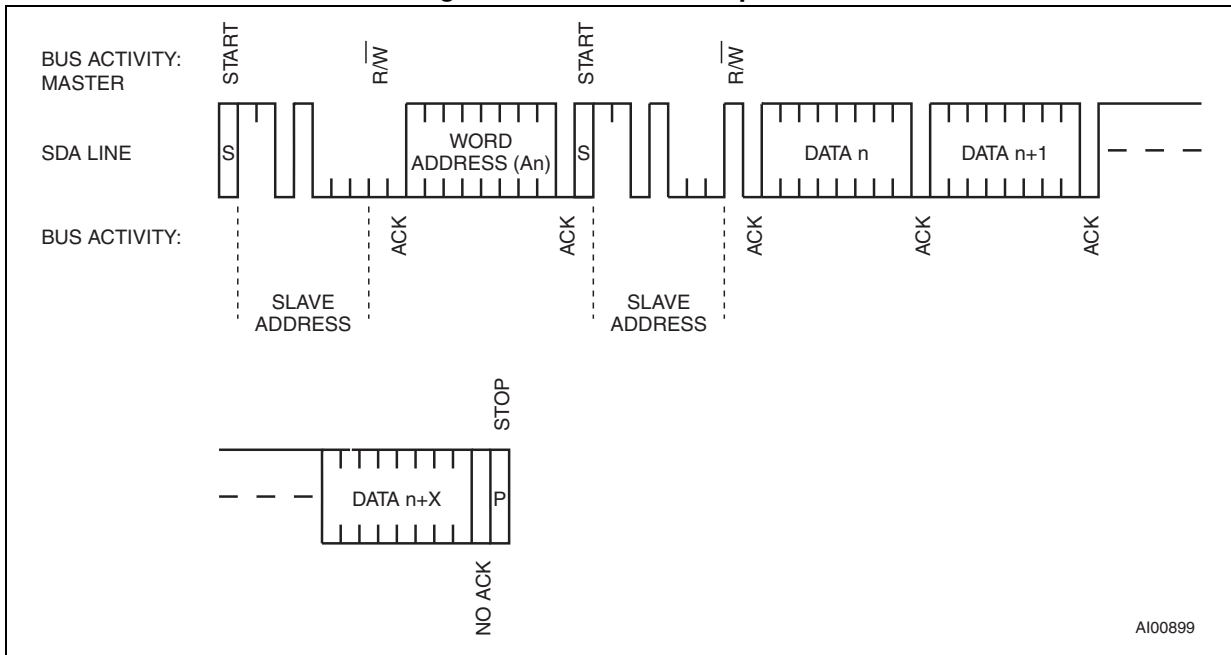 BUS ACTIVITY:
MASTER
START
R/W
START
R/W
SDA LINE
S
WORD
ADDRESS (An)
S
DATA n
DATA n+1
BUS ACTIVITY:
ACK
ACK
ACK
ACK
ACK
SLAVE
ADDRESS
SLAVE
ADDRESS
STOP
DATA n+X
P
NO ACK
AI00899